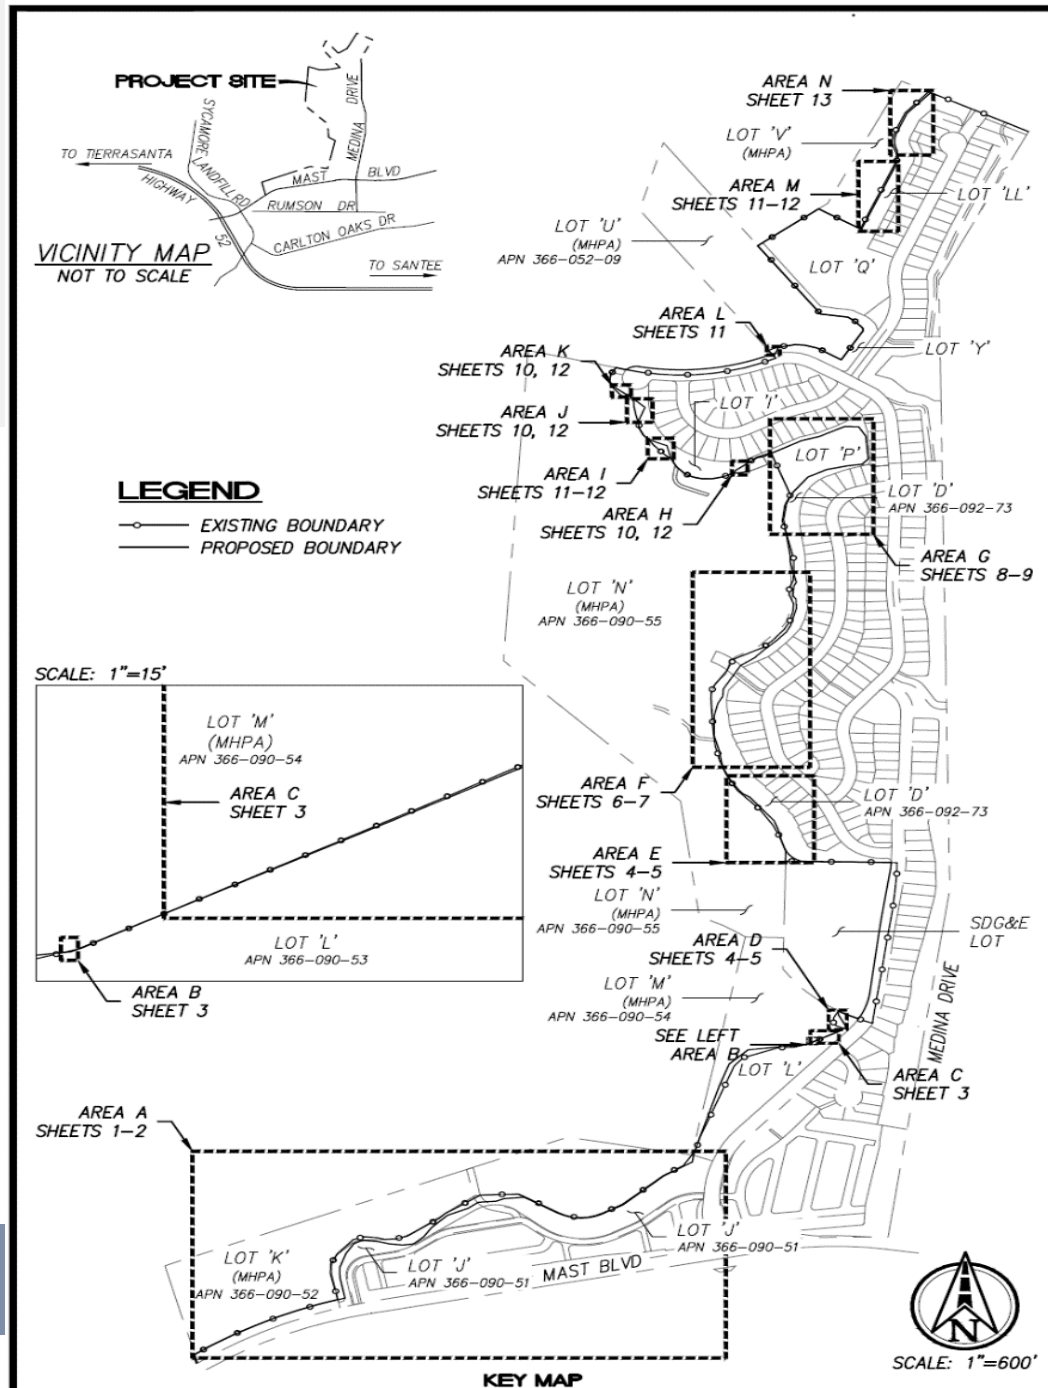 PROJECT SITE
SYCAMORE LANDFILL RD
MEDINA DRIVE
TO TIERRASANTA
HIGHWAY
52
MAST BLVD
RUMSON DR
CARLTON OAKS DR
VICINITY MAP
NOT TO SCALE
TO SANTEE
AREA N
SHEET 13
LOT 'V'
(MHPA)
AREA M
SHEETS 11-12
LOT 'LL'
LOT 'U'
(MHPA)
APN 366-052-09
LOT 'Q'
AREA L
SHEETS 11
LOT 'Y'
AREA K
SHEETS 10, 12
LOT 'I'
AREA J
SHEETS 10, 12
LOT 'P'
AREA I
SHEETS 11-12
LOT 'D'
APN 366-092-73
AREA H
SHEETS 10, 12
AREA G
SHEETS 8-9
LEGEND
EXISTING BOUNDARY
PROPOSED BOUNDARY
LOT 'N'
(MHPA)
APN 366-090-55
SCALE: 1"=15'
LOT 'M'
(MHPA)
APN 366-090-54
AREA C
SHEET 3
LOT 'L'
APN 366-090-53
AREA B
SHEET 3
AREA F
SHEETS 6-7
LOT 'D'
APN 366-092-73
AREA E
SHEETS 4-5
LOT 'N'
(MHPA)
APN 366-090-55
SDG&E
LOT
AREA D
SHEETS 4-5
LOT 'M'
(MHPA)
APN 366-090-54
MEDINA DRIVE
SEE LEFT
AREA B
LOT 'L'
AREA C
SHEET 3
AREA A
SHEETS 1-2
LOT 'J'
APN 366-090-51
LOT 'K'
(MHPA)
APN 366-090-52
LOT 'J'
APN 366-090-51
MAST BLVD
N
SCALE: 1"=600'
KEY MAP